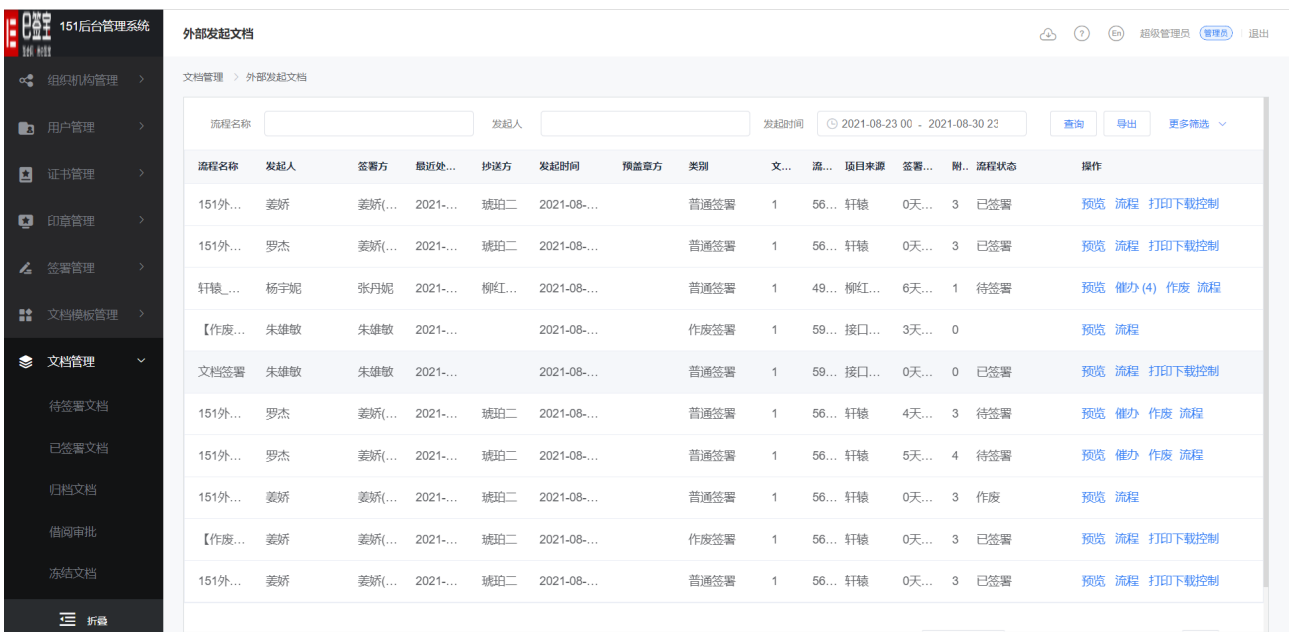 E签宝 151后台管理系统
外部发起文档 En 超级管理员 管理员 退出
组织机构管理
用户管理
证书管理
印章管理
签署管理
文档模板管理
文档管理
待签署文档
已签署文档
归档文档
借阅审批
冻结文档
折叠
文档管理 > 外部发起文档
流程名称 发起人 发起时间 2021-08-23 00 - 2021-08-30 23 查询 导出 更多筛选
流程名称 发起人 签署方 最近处... 抄送方 发起时间 预盖章方 类别 文... 流... 项目来源 签署... 附.. 流程状态 操作
151外... 姜娇 姜娇(... 2021-... 琥珀二 2021-08-... 普通签署 1 56... 轩辕 0天... 3 已签署 预览 流程 打印下载控制
151外... 罗杰 姜娇(... 2021-... 琥珀二 2021-08-... 普通签署 1 56... 轩辕 0天... 3 已签署 预览 流程 打印下载控制
轩辕_... 杨宇妮 张丹妮 2021-... 柳红... 2021-08-... 普通签署 1 49... 柳红... 6天... 1 待签署 预览 催办(4) 作废 流程
【作废... 朱雄敏 朱雄敏 2021-... 2021-08-... 作废签署 1 59... 接口... 3天... 0 预览 流程
文档签署 朱雄敏 朱雄敏 2021-... 2021-08-... 普通签署 1 59... 接口... 0天... 0 已签署 预览 流程 打印下载控制
151外... 罗杰 姜娇(... 2021-... 琥珀二 2021-08-... 普通签署 1 56... 轩辕 4天... 3 待签署 预览 催办 作废 流程
151外... 罗杰 姜娇(... 2021-... 琥珀二 2021-08-... 普通签署 1 56... 轩辕 5天... 4 待签署 预览 催办 作废 流程
151外... 姜娇 姜娇(... 2021-... 琥珀二 2021-08-... 普通签署 1 56... 轩辕 0天... 3 作废 预览 流程
【作废... 姜娇 姜娇(... 2021-... 琥珀二 2021-08-... 作废签署 1 56... 轩辕 0天... 3 已签署 预览 流程 打印下载控制
151外... 姜娇 姜娇(... 2021-... 琥珀二 2021-08-... 普通签署 1 56... 轩辕 0天... 3 已签署 预览 流程 打印下载控制